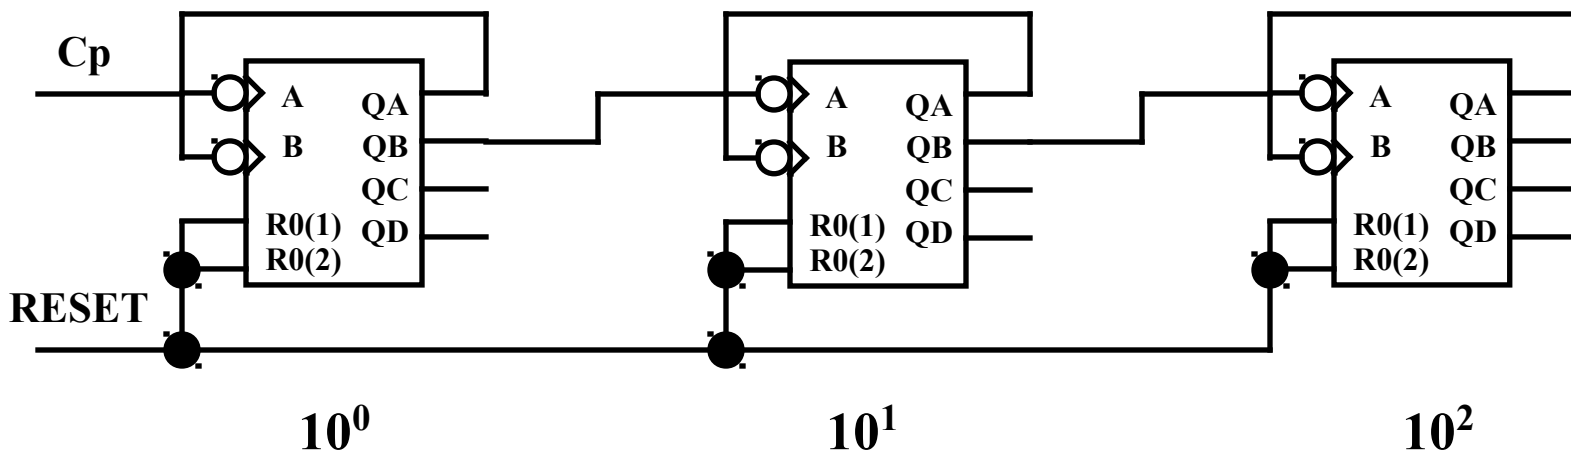 Cp
A QA
B QB
QC
R0(1) QD
R0(2)
A QA
B QB
QC
R0(1) QD
R0(2)
A QA
B QB
QC
R0(1) QD
R0(2)
RESET
10⁰ 10¹ 10²